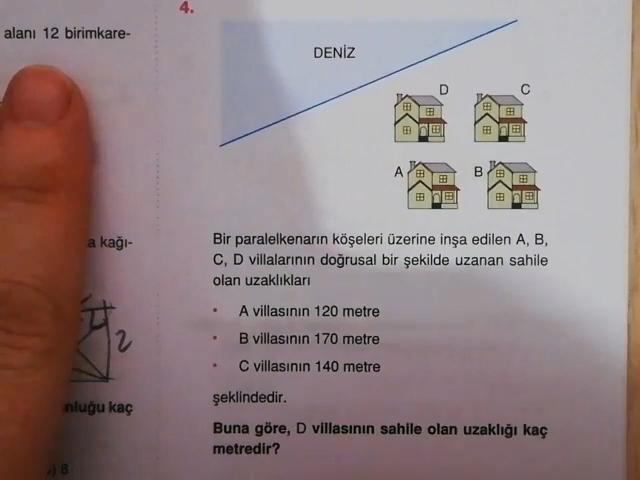 4.
alanı 12 birimkare-
DENİZ
D
C
A
B
a kağı-
2
nluğu kaç
) 8
Bir paralelkenarın köşeleri üzerine inşa edilen A, B,
C, D villalarının doğrusal bir şekilde uzanan sahile
olan uzaklıkları
• A villasının 120 metre
• B villasının 170 metre
• C villasının 140 metre
şeklindedir.
Buna göre, D villasının sahile olan uzaklığı kaç
metredir?